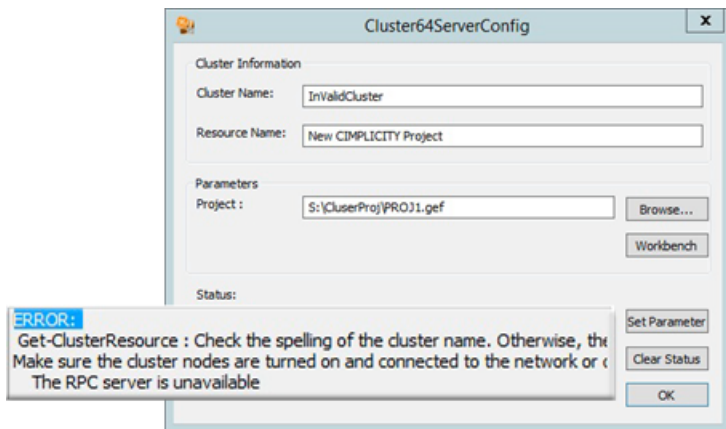 Cluster64ServerConfig
x
Cluster Information
Cluster Name: InValidCluster
Resource Name: New CIMPLICITY Project
Parameters
Project : S:\CluserProj\PROJ1.gef Browse...
Workbench
Status:
ERROR:
Get-ClusterResource : Check the spelling of the cluster name. Otherwise, the
Make sure the cluster nodes are turned on and connected to the network or
The RPC server is unavailable
Set Parameter
Clear Status
OK